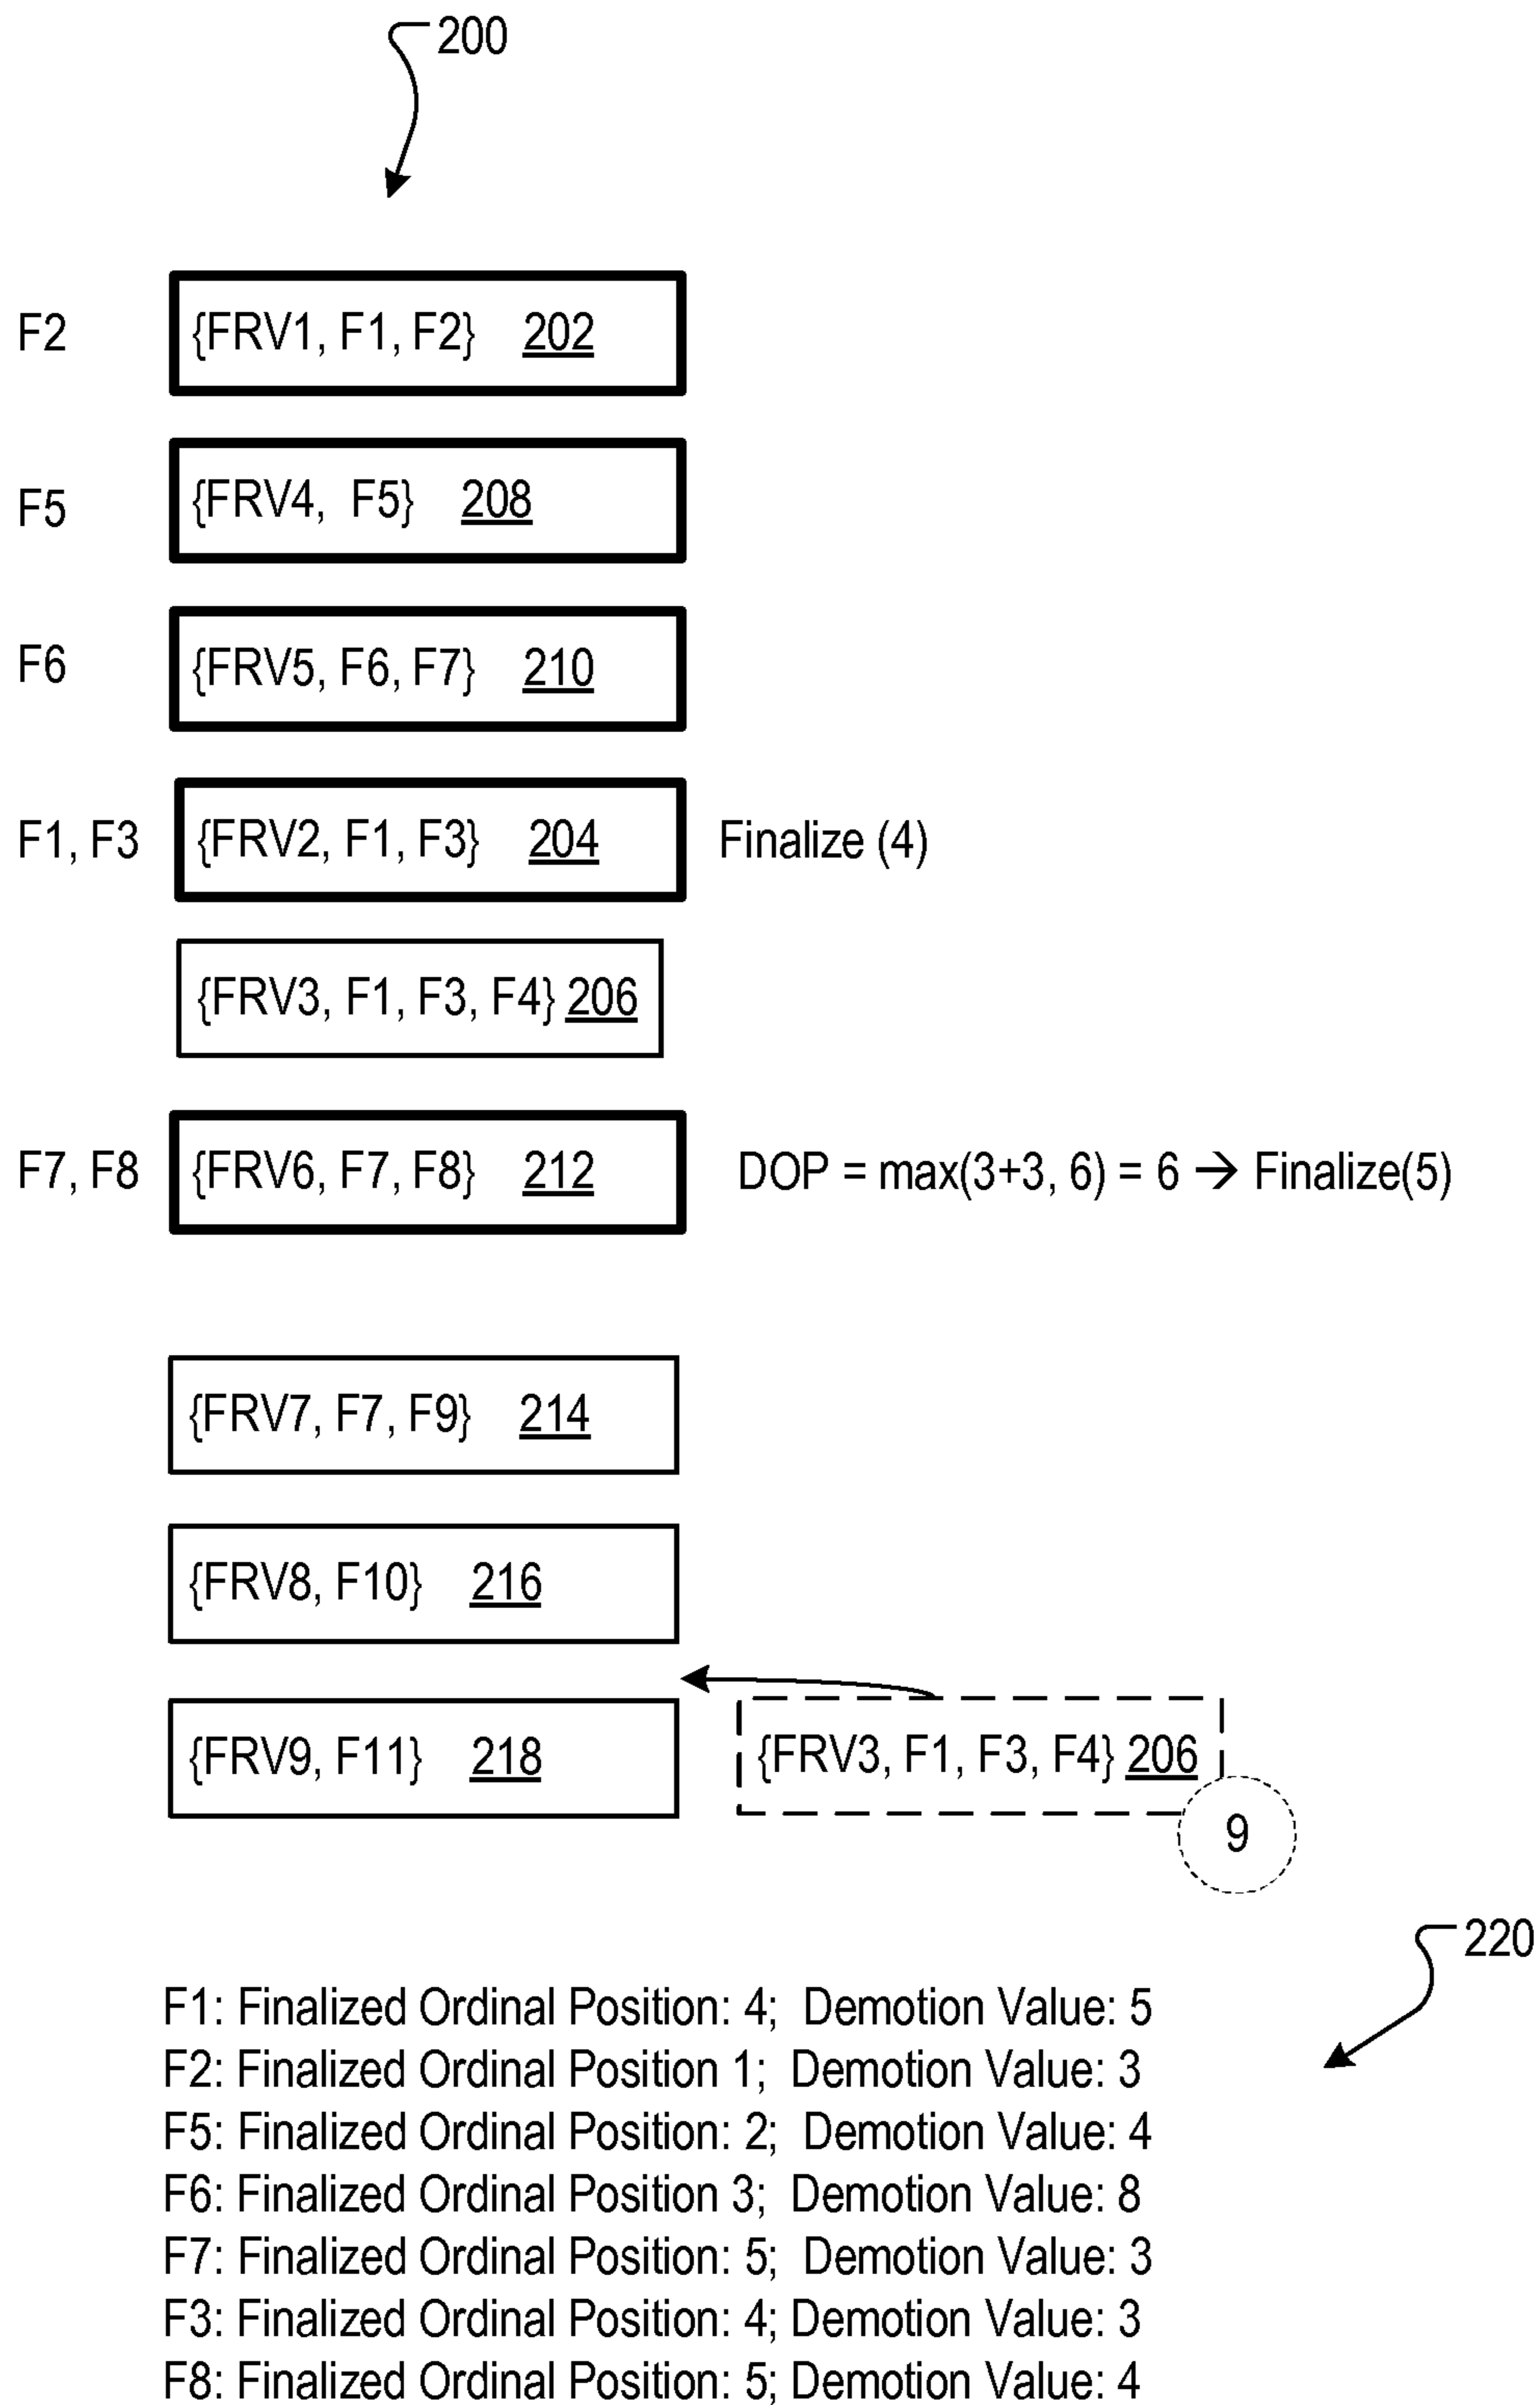 200
F2 {FRV1, F1, F2} 202
F5 {FRV4, F5} 208
F6 {FRV5, F6, F7} 210
F1, F3 {FRV2, F1, F3} 204 Finalize (4)
{FRV3, F1, F3, F4} 206
F7, F8 {FRV6, F7, F8} 212 DOP = max(3+3, 6) = 6 → Finalize(5)
{FRV7, F7, F9} 214
{FRV8, F10} 216
{FRV9, F11} 218 {FRV3, F1, F3, F4} 206
9
220
F1: Finalized Ordinal Position: 4; Demotion Value: 5
F2: Finalized Ordinal Position 1; Demotion Value: 3
F5: Finalized Ordinal Position: 2; Demotion Value: 4
F6: Finalized Ordinal Position 3; Demotion Value: 8
F7: Finalized Ordinal Position: 5; Demotion Value: 3
F3: Finalized Ordinal Position: 4; Demotion Value: 3
F8: Finalized Ordinal Position: 5; Demotion Value: 4